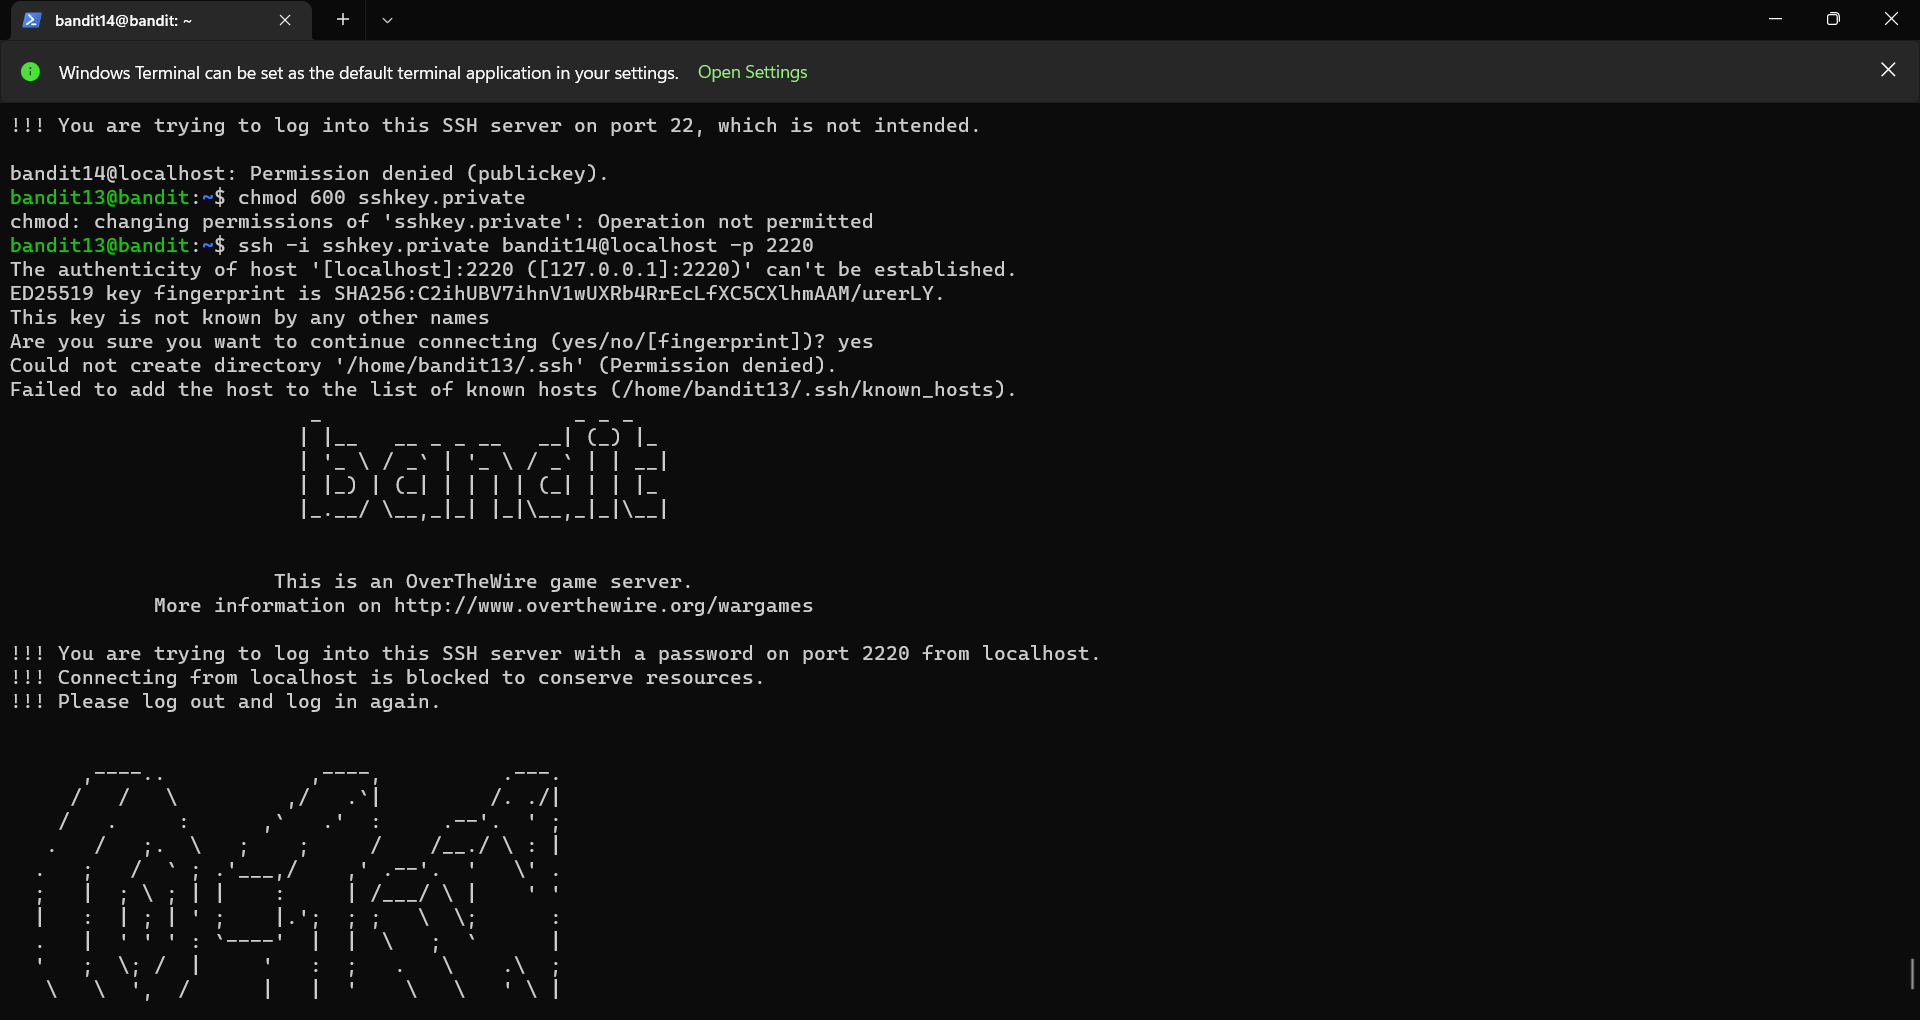 bandit14@bandit: ~
Windows Terminal can be set as the default terminal application in your settings. Open Settings
!!! You are trying to log into this SSH server on port 22, which is not intended.
bandit14@localhost: Permission denied (publickey).
bandit13@bandit:~$ chmod 600 sshkey.private
chmod: changing permissions of 'sshkey.private': Operation not permitted
bandit13@bandit:~$ ssh -i sshkey.private bandit14@localhost -p 2220
The authenticity of host '[localhost]:2220 ([127.0.0.1]:2220)' can't be established.
ED25519 key fingerprint is SHA256:C2ihUBV7ihnV1wUXRb4RrEcLfXC5CXlhmAAM/urerLY.
This key is not known by any other names
Are you sure you want to continue connecting (yes/no/[fingerprint])? yes
Could not create directory '/home/bandit13/.ssh' (Permission denied).
Failed to add the host to the list of known hosts (/home/bandit13/.ssh/known_hosts).
bandit
This is an OverTheWire game server.
More information on http://www.overthewire.org/wargames
!!! You are trying to log into this SSH server with a password on port 2220 from localhost.
!!! Connecting from localhost is blocked to conserve resources.
!!! Please log out and log in again.